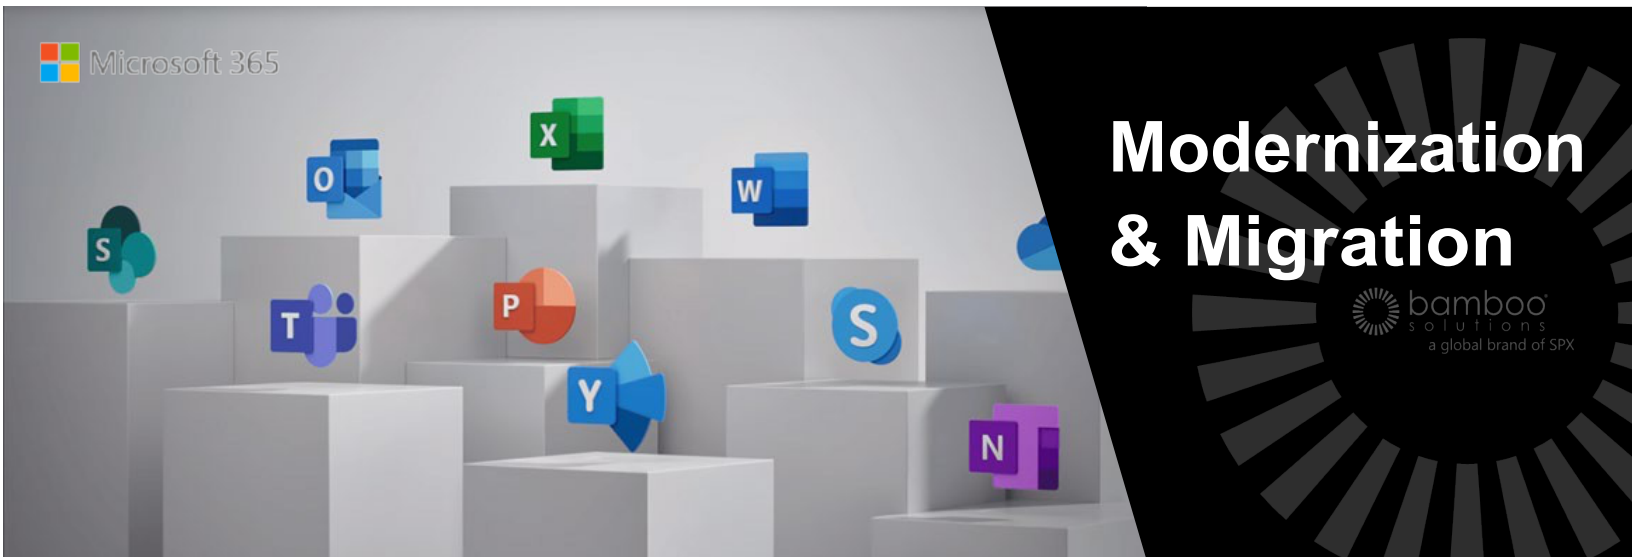 Microsoft 365
X
O
W
S
T
P
S
Y
N
Modernization
& Migration
bamboo
solutions
a global brand of SPX